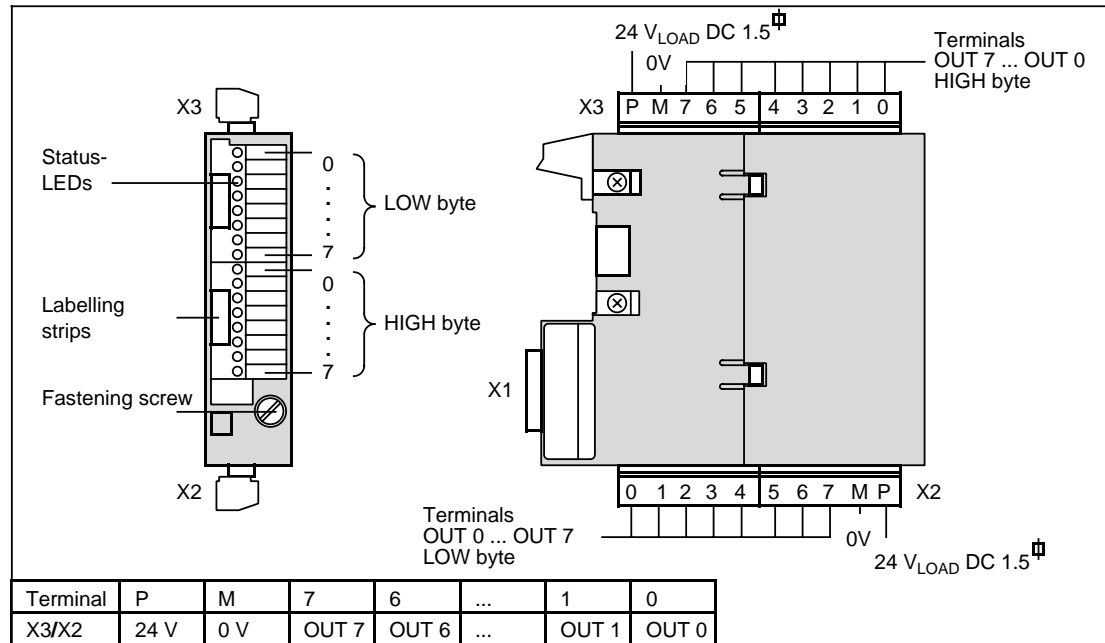 24 V LOAD DC 1.5
0V
Terminals
OUT 7 ... OUT 0
HIGH byte
X3
X3 P M 7 6 5 4 3 2 1 0
Status-
LEDs
0
.
.
.
.
7
LOW byte
Labelling
strips
0
.
.
.
.
7
HIGH byte
Fastening screw
X1
X2
0 1 2 3 4 5 6 7 M P X2
Terminals
OUT 0 ... OUT 7
LOW byte
0V
24 V LOAD DC 1.5
Terminal P M 7 6 ... 1 0
X3/X2 24 V 0 V OUT 7 OUT 6 ... OUT 1 OUT 0